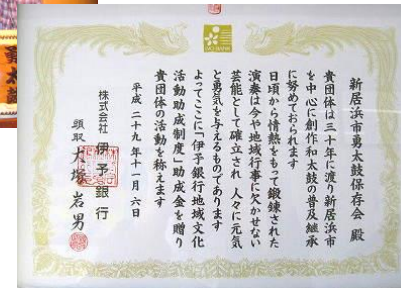 勇太鼓
IYO BANK
新居浜市勇太鼓保存会 殿
貴団体は三十年に渡り新居浜市
を中心に創作和太鼓の普及継承
に努めておられます
日頃から情熱をもって鍛錬された
演奏は今や地域行事に欠かせない
芸能として確立され 人々に元気
と勇気を与えるものであります
よってここに「伊予銀行地域文化
活動助成制度」助成金を贈り
貴団体の活動を称えます
平成二十九年十一月六日
株式会社 伊予銀行
頭取 大塚岩男